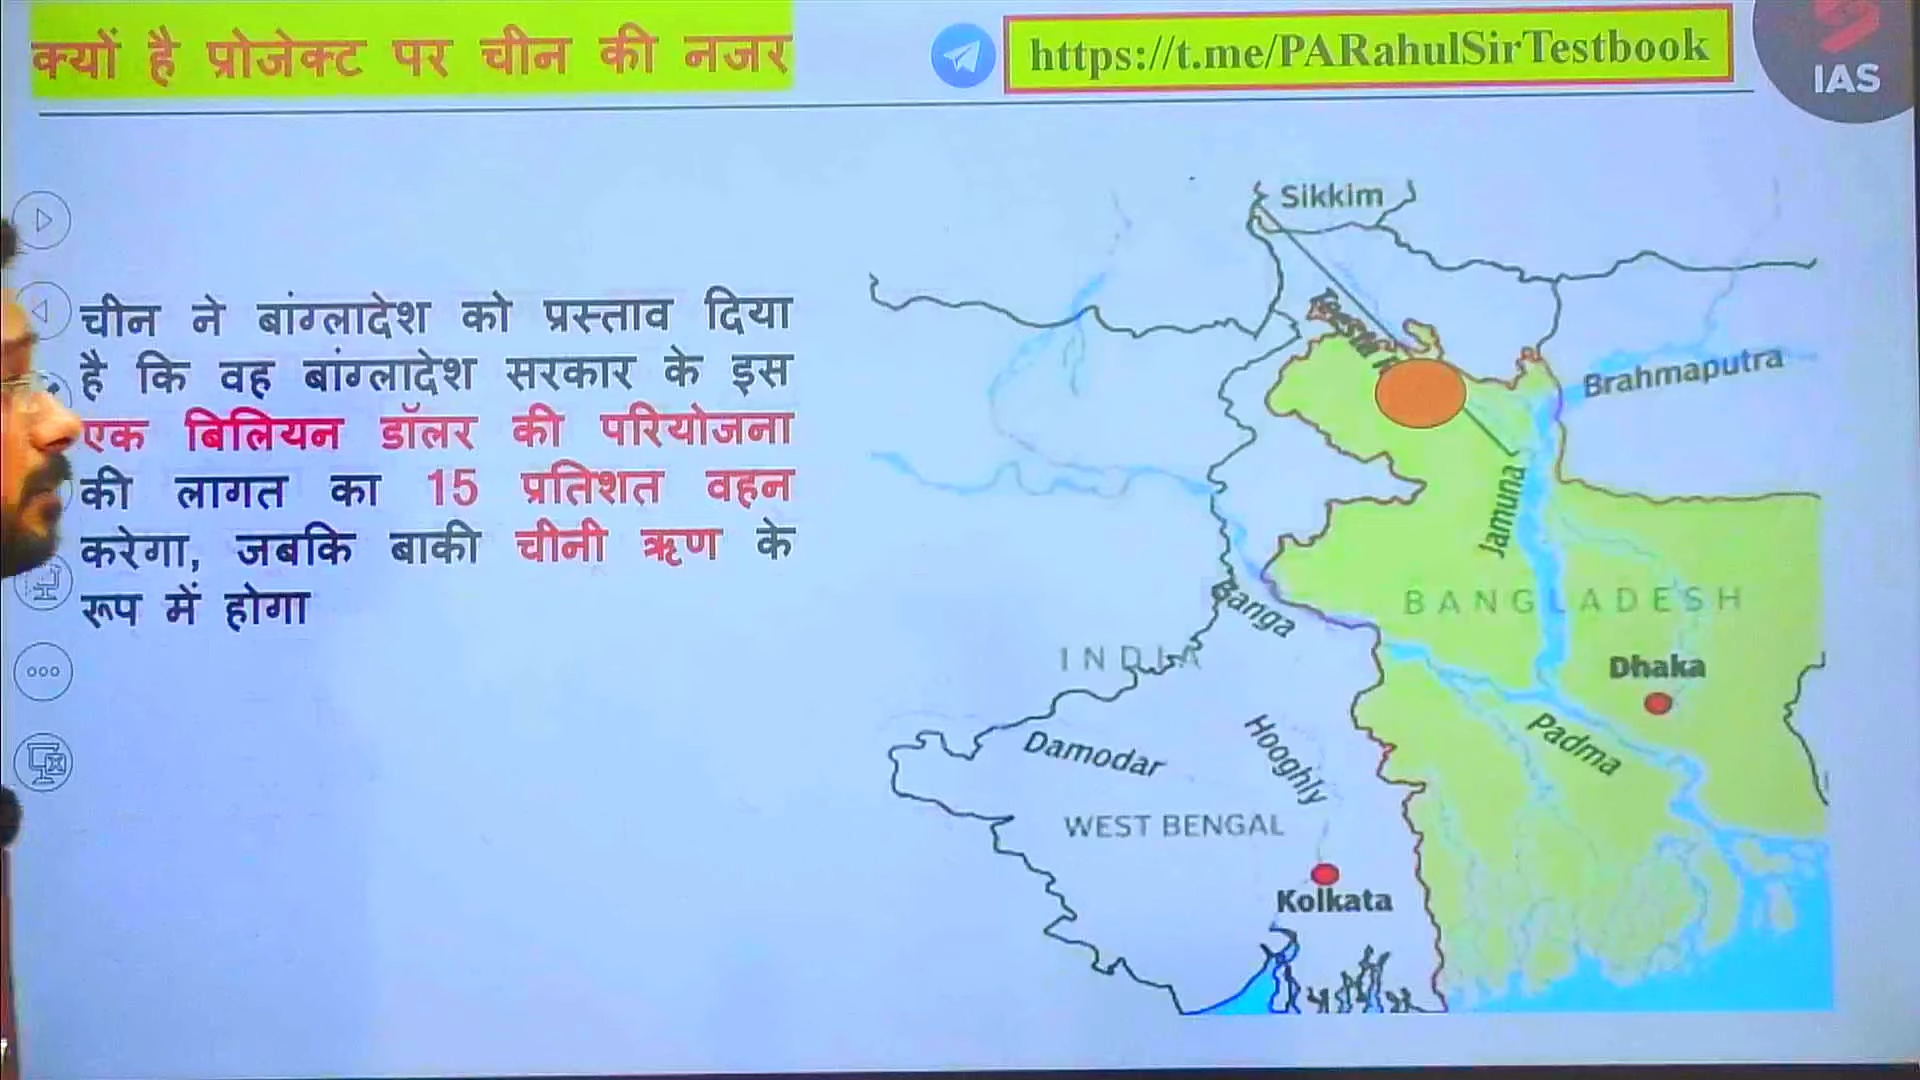 क्यों है प्रोजेक्ट पर चीन की नजर
https://t.me/PARahulSirTestbook
IAS
चीन ने बांग्लादेश को प्रस्ताव दिया
है कि वह बांग्लादेश सरकार के इस
एक बिलियन डॉलर की परियोजना
की लागत का 15 प्रतिशत वहन
करेगा, जबकि बाकी चीनी ऋण के
रूप में होगा
Sikkim
Brahmaputra
Jamuna
Ganga
BANGLADESH
INDIA
Dhaka
Padma
Damodar
Hooghly
WEST BENGAL
Kolkata